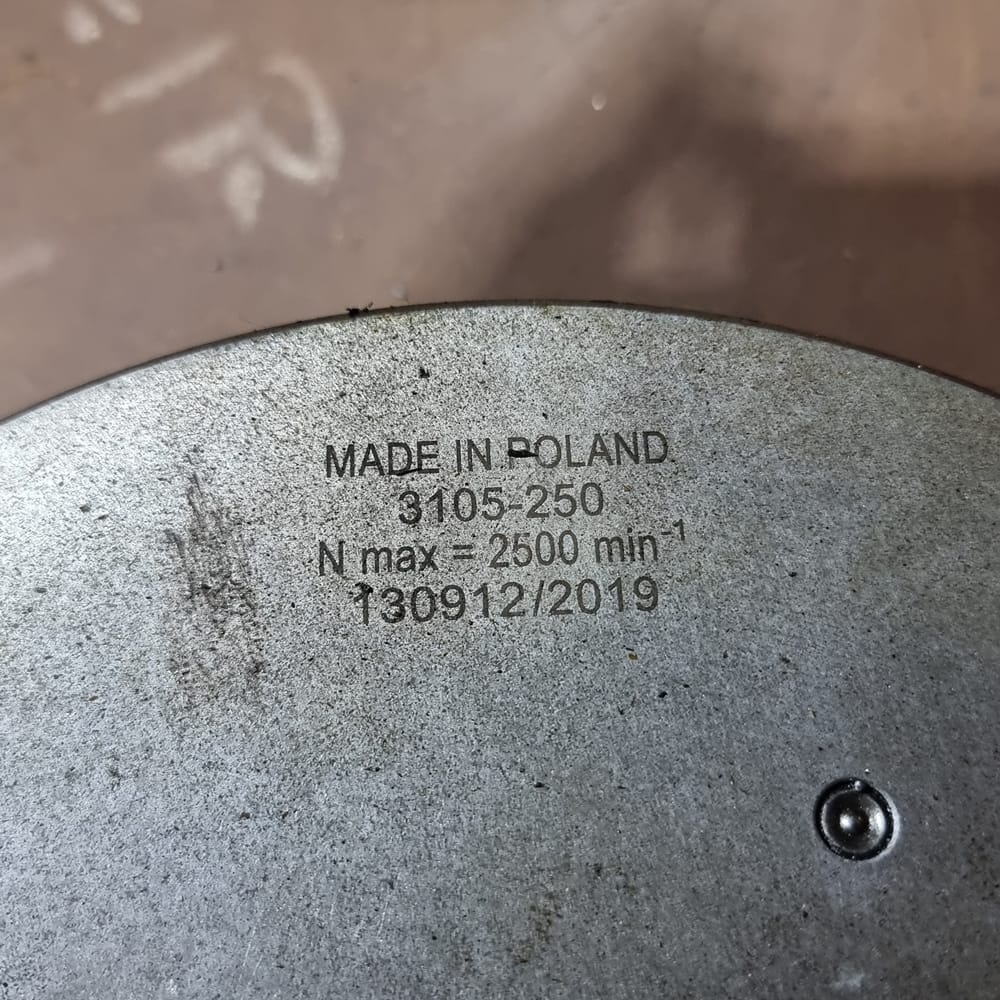 MADE IN POLAND
3105-250
N max = 2500 min⁻¹
130912/2019